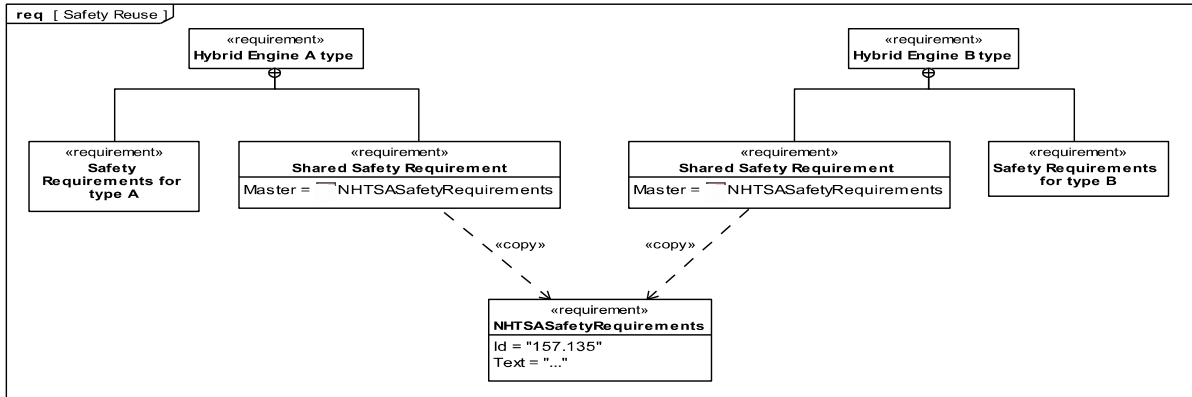 req [ Safety Reuse ]
«requirement»
Hybrid Engine A type
«requirement»
Hybrid Engine B type
«requirement»
Safety
Requirements for
type A
«requirement»
Shared Safety Requirement
Master = NHTSASafetyRequirements
«requirement»
Shared Safety Requirement
Master = NHTSASafetyRequirements
«requirement»
Safety Requirements
for type B
«copy»
«copy»
«requirement»
NHTSASafetyRequirements
Id = "157.135"
Text = "..."